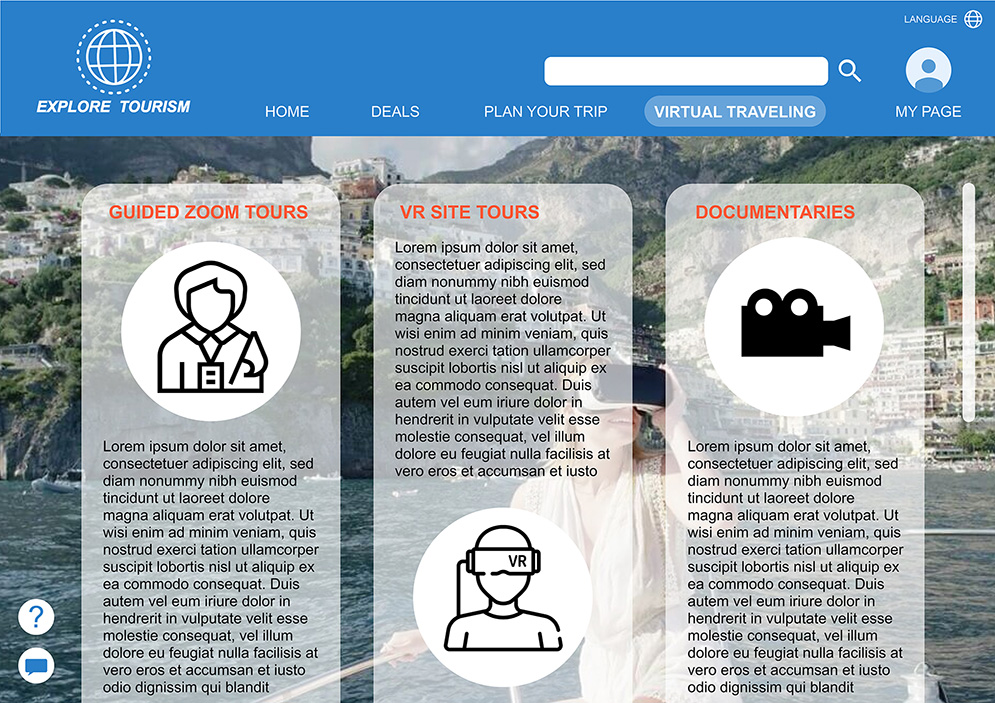 LANGUAGE
EXPLORE TOURISM
HOME
DEALS
PLAN YOUR TRIP
VIRTUAL TRAVELING
MY PAGE
GUIDED ZOOM TOURS
Lorem ipsum dolor sit amet,
consectetuer adipiscing elit, sed
diam nonummy nibh euismod
tincidunt ut laoreet dolore
magna aliquam erat volutpat. Ut
wisi enim ad minim veniam, quis
nostrud exerci tation ullamcorper
suscipit lobortis nisl ut aliquip ex
ea commodo consequat. Duis
autem vel eum iriure dolor in
hendrerit in vulputate velit esse
molestie consequat, vel illum
dolore eu feugiat nulla facilisis at
vero eros et accumsan et iusto
odio dignissim qui blandit
VR SITE TOURS
Lorem ipsum dolor sit amet,
consectetuer adipiscing elit, sed
diam nonummy nibh euismod
tincidunt ut laoreet dolore
magna aliquam erat volutpat. Ut
wisi enim ad minim veniam, quis
nostrud exerci tation ullamcorper
suscipit lobortis nisl ut aliquip ex
ea commodo consequat. Duis
autem vel eum iriure dolor in
hendrerit in vulputate velit esse
molestie consequat, vel illum
dolore eu feugiat nulla facilisis at
vero eros et accumsan et iusto
VR
DOCUMENTARIES
Lorem ipsum dolor sit amet,
consectetuer adipiscing elit, sed
diam nonummy nibh euismod
tincidunt ut laoreet dolore
magna aliquam erat volutpat. Ut
wisi enim ad minim veniam, quis
nostrud exerci tation ullamcorper
suscipit lobortis nisl ut aliquip ex
ea commodo consequat. Duis
autem vel eum iriure dolor in
hendrerit in vulputate velit esse
molestie consequat, vel illum
dolore eu feugiat nulla facilisis at
vero eros et accumsan et iusto
odio dignissim qui blandit
?